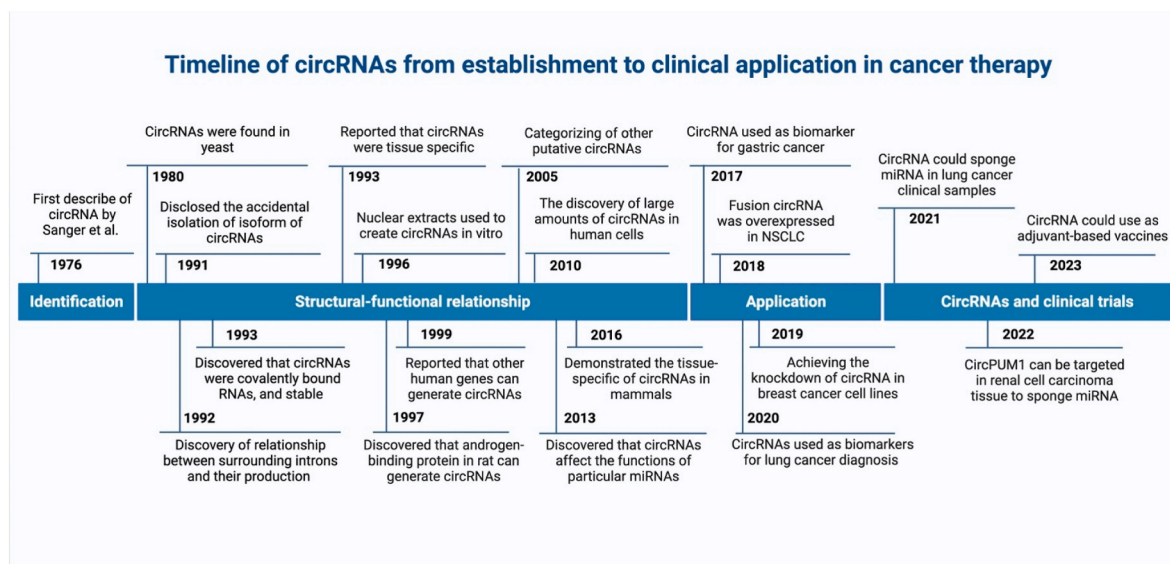 Timeline of circRNAs from establishment to clinical application in cancer therapy
First describe of
circRNA by
Sanger et al.
1976
CircRNAs were found in
yeast
1980
Disclosed the accidental
isolation of isoform of
circRNAs
1991
Reported that circRNAs
were tissue specific
1993
Nuclear extracts used to
create circRNAs in vitro
1996
Categorizing of other
putative circRNAs
2005
The discovery of large
amounts of circRNAs in
human cells
2010
CircRNA used as biomarker
for gastric cancer
2017
Fusion circRNA
was overexpressed
in NSCLC
2018
CircRNA could sponge
miRNA in lung cancer
clinical samples
2021
CircRNA could use as
adjuvant-based vaccines
2023
Identification
Structural-functional relationship
Application
CircRNAs and clinical trials
1993
Discovered that circRNAs
were covalently bound
RNAs, and stable
1992
Discovery of relationship
between surrounding introns
and their production
1999
Reported that other
human genes can
generate circRNAs
1997
Discovered that androgen-
binding protein in rat can
generate circRNAs
2016
Demonstrated the tissue-
specific of circRNAs in
mammals
2013
Discovered that circRNAs
affect the functions of
particular miRNAs
2019
Achieving the
knockdown of circRNA in
breast cancer cell lines
2020
CircRNAs used as biomarkers
for lung cancer diagnosis
2022
CircPUM1 can be targeted
in renal cell carcinoma
tissue to sponge miRNA